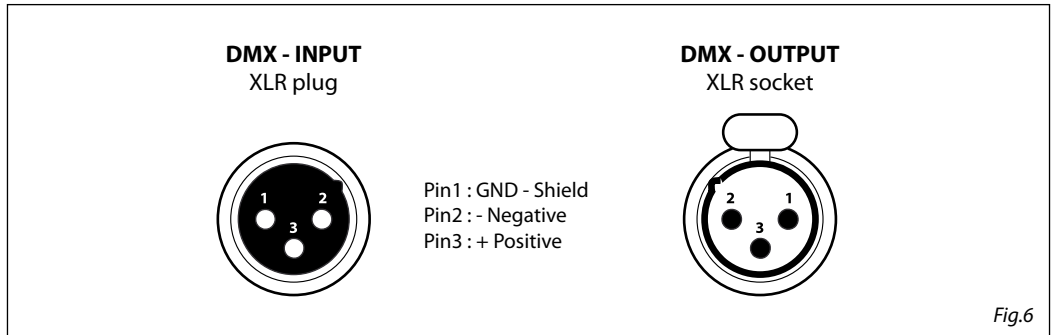 DMX - INPUT
XLR plug
DMX - OUTPUT
XLR socket
1
2
3
Pin1 : GND - Shield
Pin2 : - Negative
Pin3 : + Positive
2
1
3
Fig.6